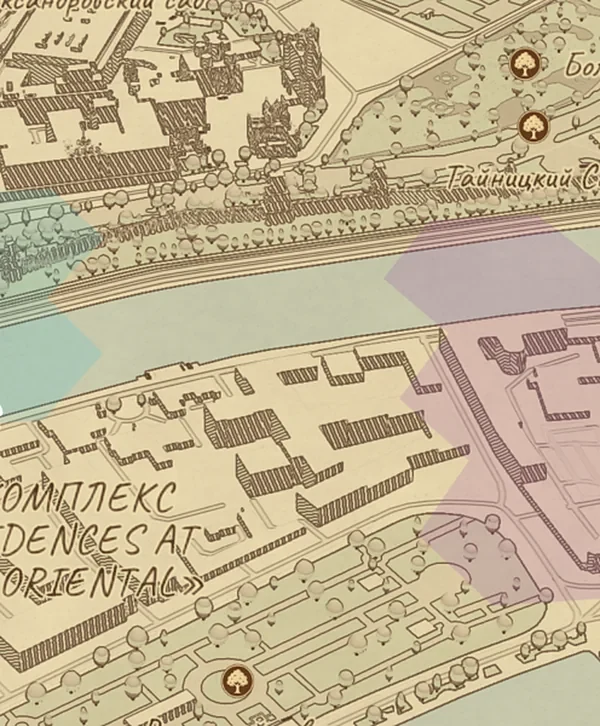 ксандровский сад
Бол
Тайницкий С
ОМПЛЕКС
DENCES AT
ORIENTAL»